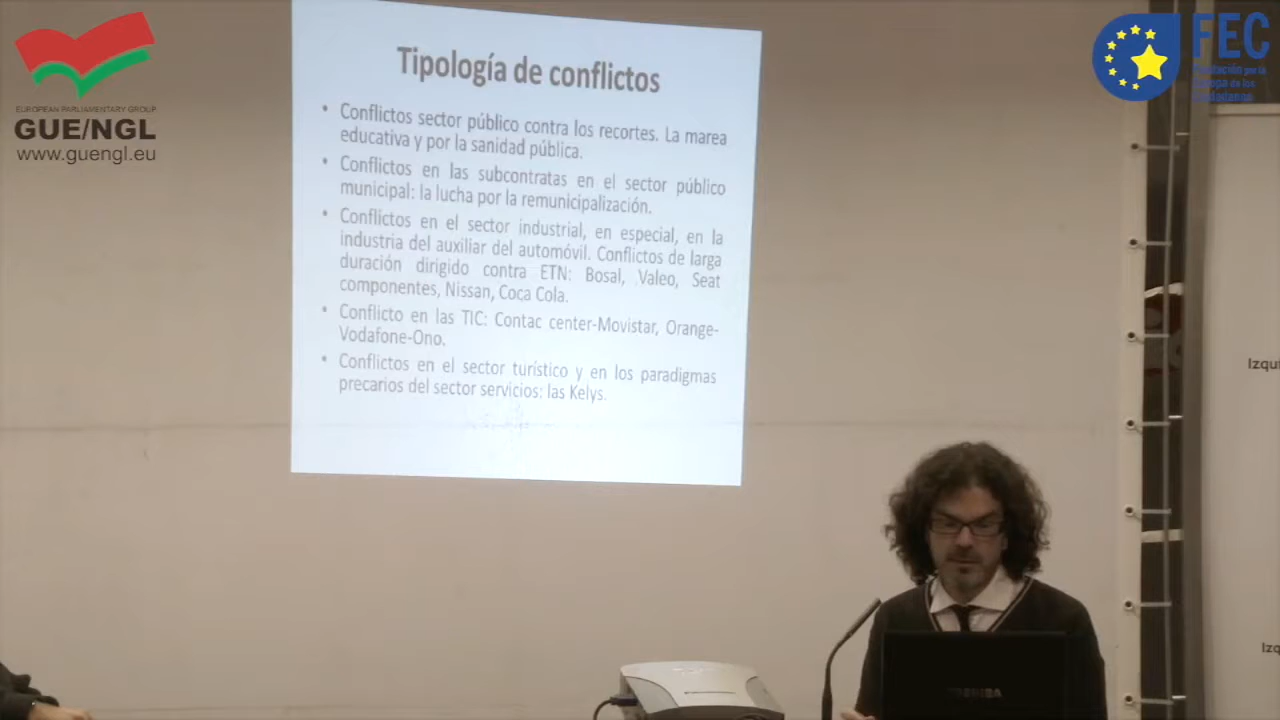 EUROPEAN PARLIAMENTARY GROUP
GUE/NGL
www.guengl.eu
FEC
Tipología de conflictos
• Conflictos sector público contra los recortes. La marea
educativa y por la sanidad pública.
• Conflictos en las subcontratas en el sector público
municipal: la lucha por la remunicipalización.
• Conflictos en el sector industrial, en especial, en la
industria del auxiliar del automóvil. Conflictos de larga
duración dirigido contra ETN: Bosal, Valeo, Seat
componentes, Nissan, Coca Cola.
• Conflicto en las TIC: Contac center-Movistar, Orange-
Vodafone-Ono.
• Conflictos en el sector turístico y en los paradigmas
precarios del sector servicios: las Kelys.
Izqu
Izq
TOSHIBA